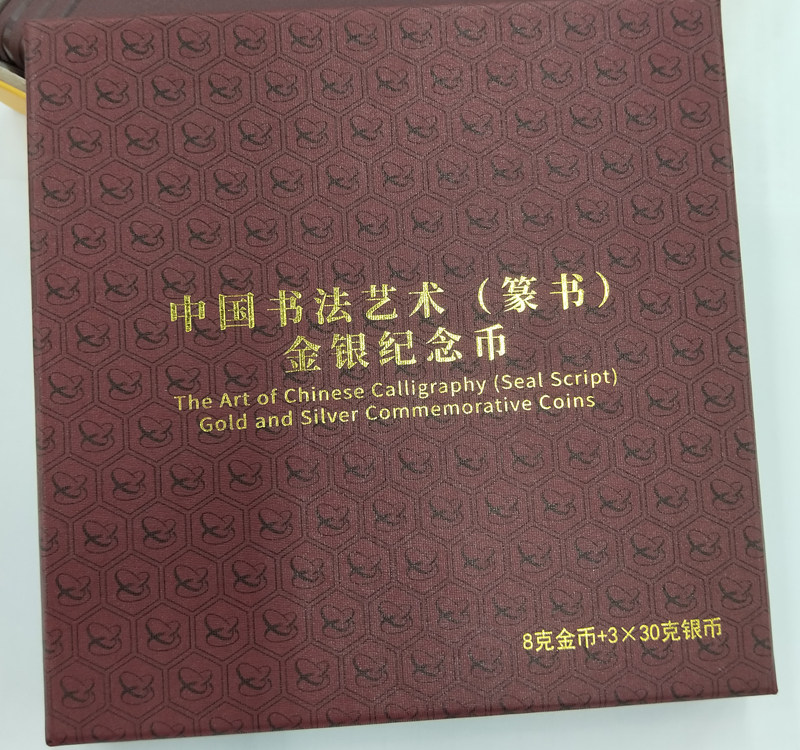 中国书法艺术（篆书）
金银纪念币
The Art of Chinese Calligraphy (Seal Script)
Gold and Silver Commemorative Coins
8克金币+3×30克银币